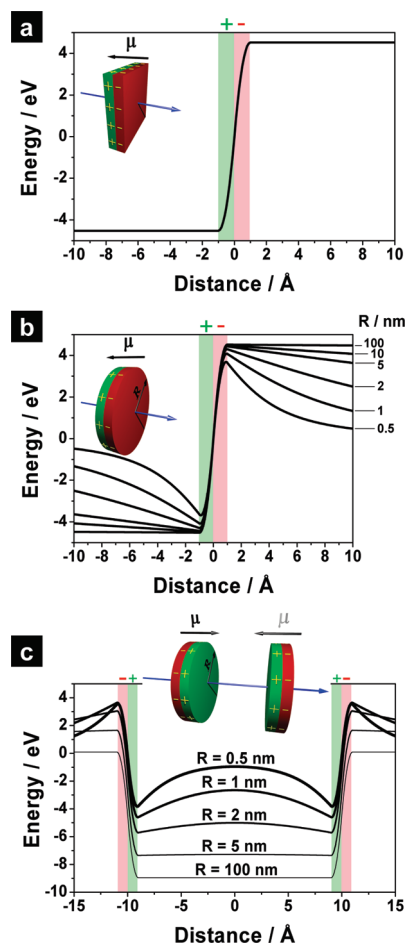 a
+ -
μ
Energy / eV
4
2
0
-2
-4
-10 -8 -6 -4 -2 0 2 4 6 8 10
Distance / Å
b
+ -
R / nm
μ
R
Energy / eV
4
2
0
-2
-4
100
10
5
2
1
0.5
-10 -8 -6 -4 -2 0 2 4 6 8 10
Distance / Å
c
μ μ
R
- + + -
Energy / eV
4
2
0
-2
-4
-6
-8
-10
R = 0.5 nm
R = 1 nm
R = 2 nm
R = 5 nm
R = 100 nm
-15 -10 -5 0 5 10 15
Distance / Å